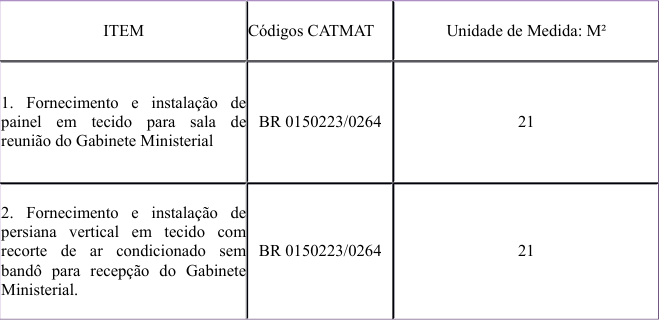 ITEM
Códigos CATMAT
Unidade de Medida: M²
1. Fornecimento e instalação de
painel em tecido para sala de
reunião do Gabinete Ministerial
BR 0150223/0264
21
2. Fornecimento e instalação de
persiana vertical em tecido com
recorte de ar condicionado sem
bandô para recepção do Gabinete
Ministerial.
BR 0150223/0264
21